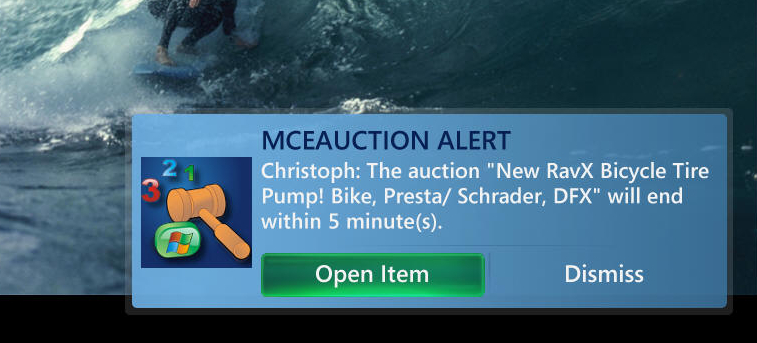 MCEAUCTION ALERT
3 2 1
Christoph: The auction "New RavX Bicycle Tire
Pump! Bike, Presta/ Schrader, DFX" will end
within 5 minute(s).
Open Item
Dismiss